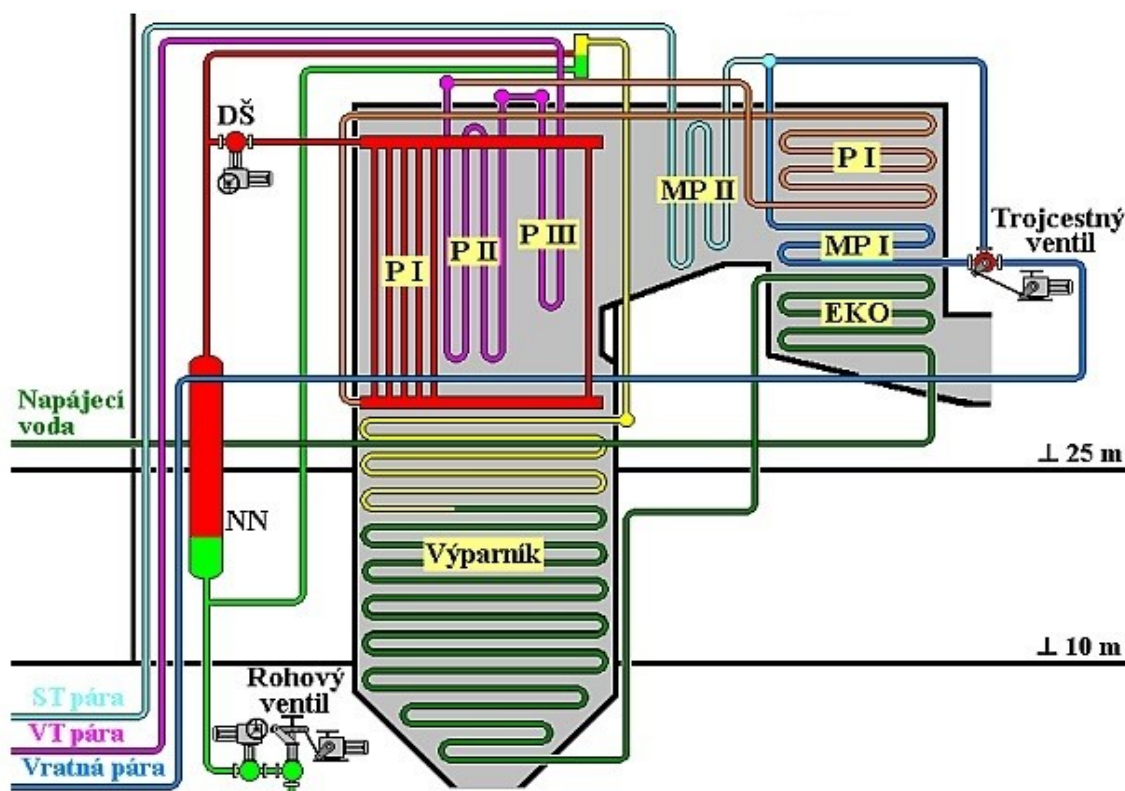 DŠ
P I
MP II
P III
P II
P I
Trojcestný
ventil
MP I
EKO
Napájecí
voda
⊥ 25 m
NN
Výparník
⊥ 10 m
Rohový
ventil
ST pára
VT pára
Vratná pára